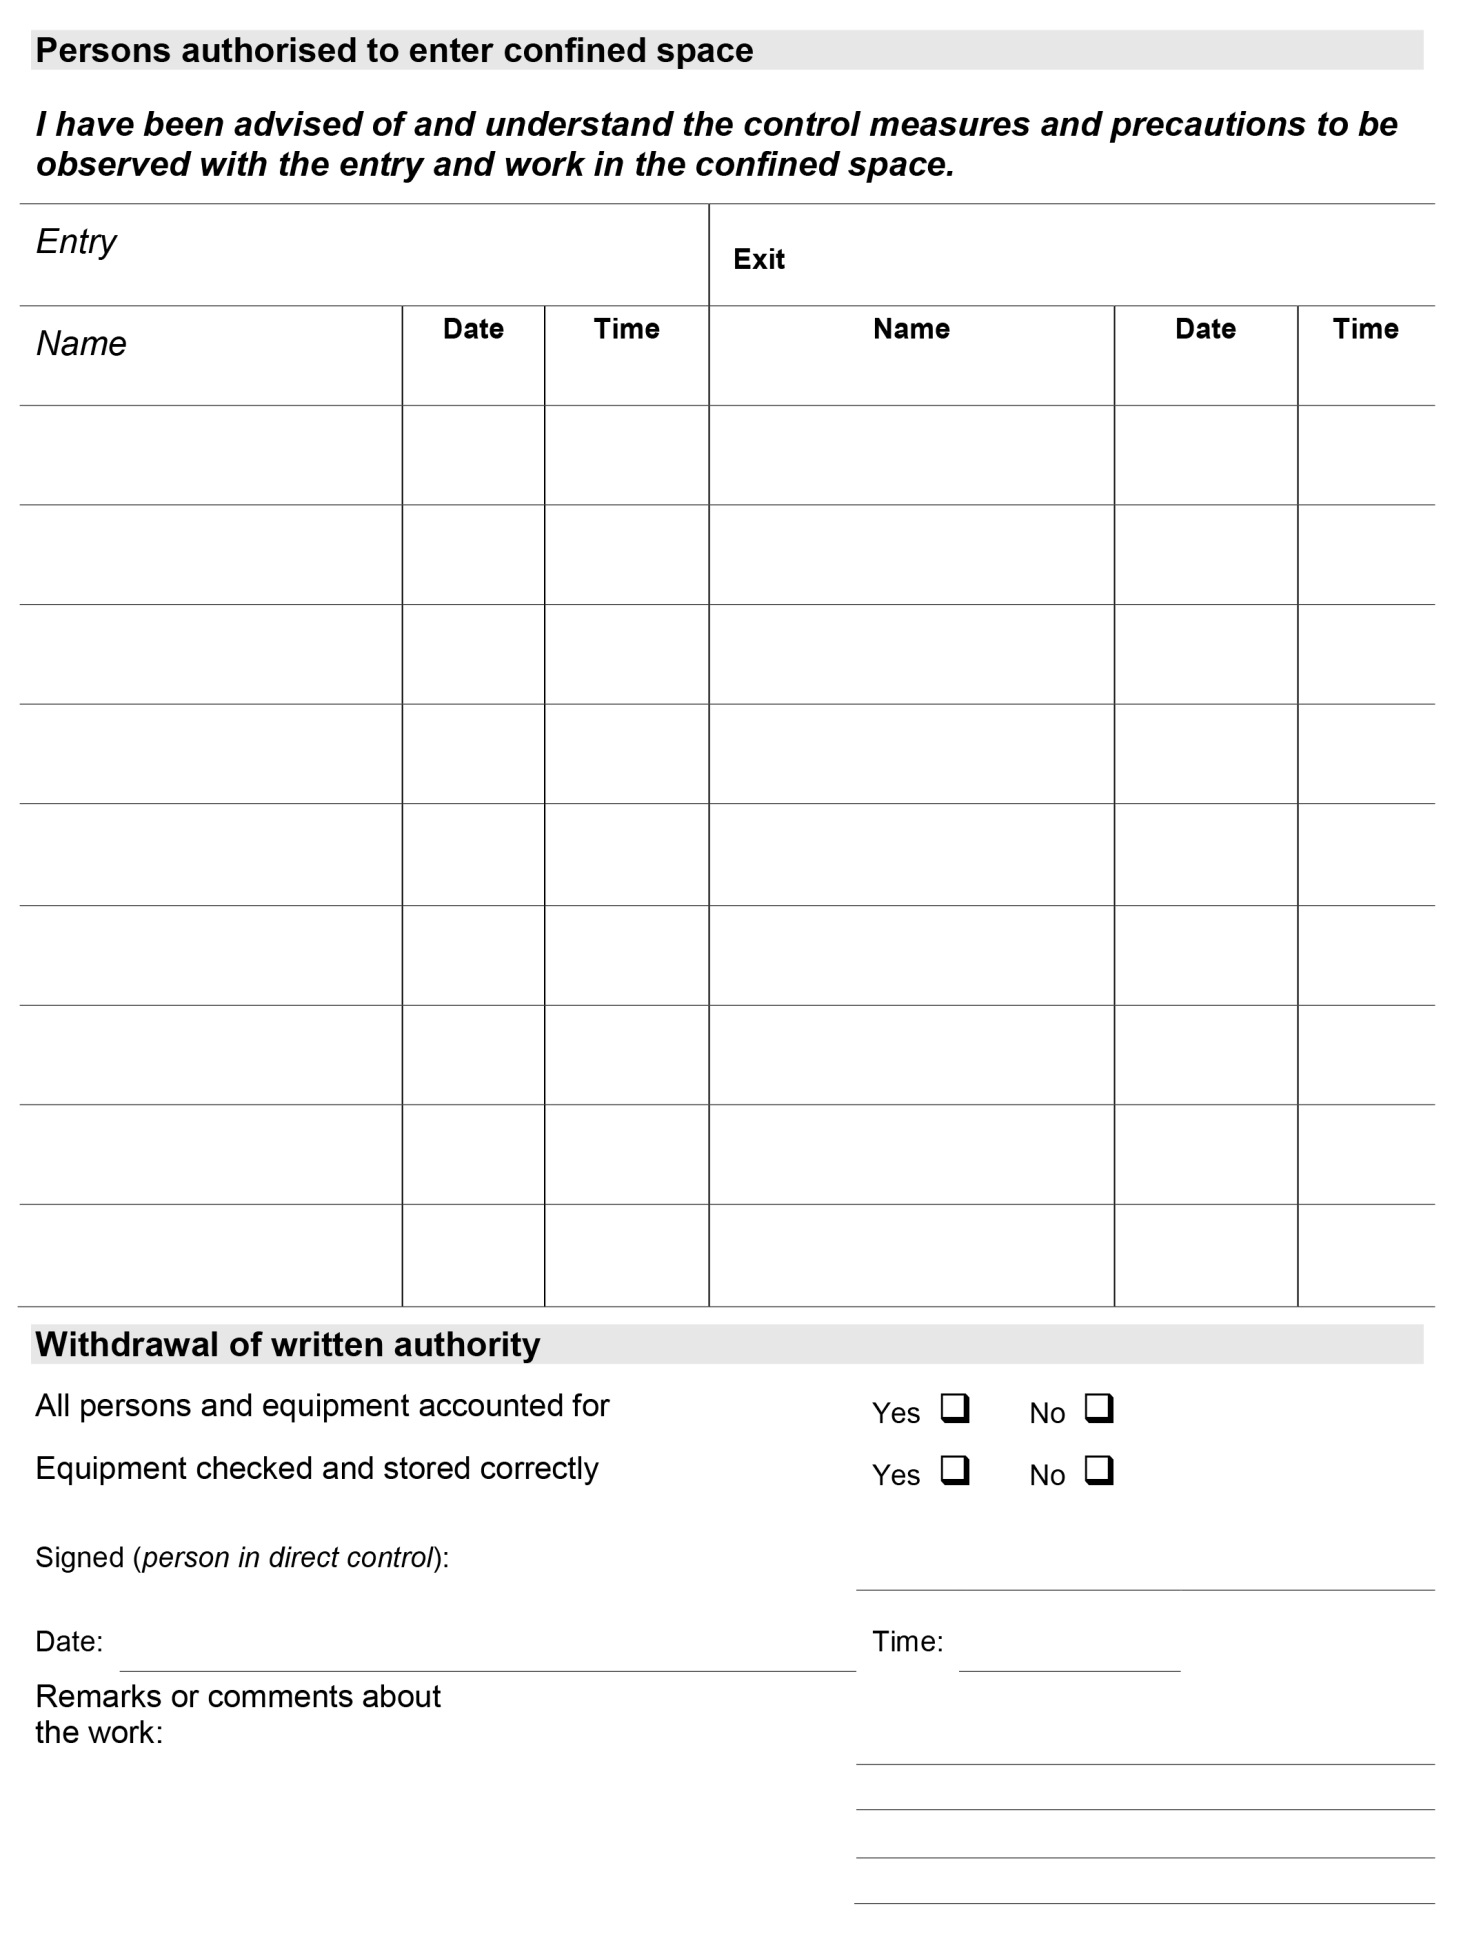 Persons authorised to enter confined space
I have been advised of and understand the control measures and precautions to be
observed with the entry and work in the confined space.
Entry
Exit
Name Date Time Name Date Time
Withdrawal of written authority
All persons and equipment accounted for Yes ❑ No ❑
Equipment checked and stored correctly Yes ❑ No ❑
Signed (person in direct control):
Date: Time:
Remarks or comments about
the work: